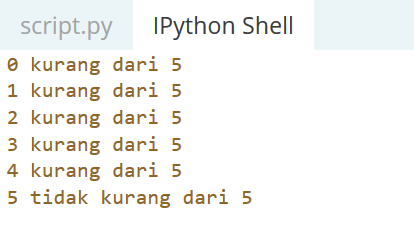 script.py IPython Shell
0 kurang dari 5
1 kurang dari 5
2 kurang dari 5
3 kurang dari 5
4 kurang dari 5
5 tidak kurang dari 5